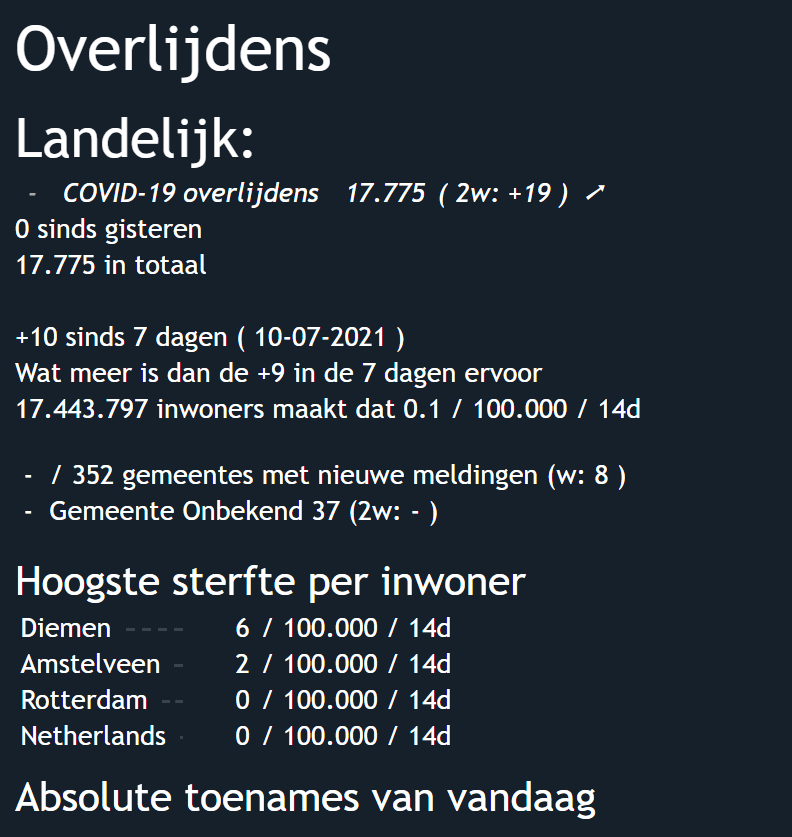 Overlijdens
Landelijk:
- COVID-19 overlijdens 17.775 ( 2w: +19 ) ➚
0 sinds gisteren
17.775 in totaal
+10 sinds 7 dagen ( 10-07-2021 )
Wat meer is dan de +9 in de 7 dagen ervoor
17.443.797 inwoners maakt dat 0.1 / 100.000 / 14d
- / 352 gemeentes met nieuwe meldingen (w: 8 )
- Gemeente Onbekend 37 (2w: - )
Hoogste sterfte per inwoner
Diemen ---- 6 / 100.000 / 14d
Amstelveen - 2 / 100.000 / 14d
Rotterdam -- 0 / 100.000 / 14d
Netherlands · 0 / 100.000 / 14d
Absolute toenames van vandaag